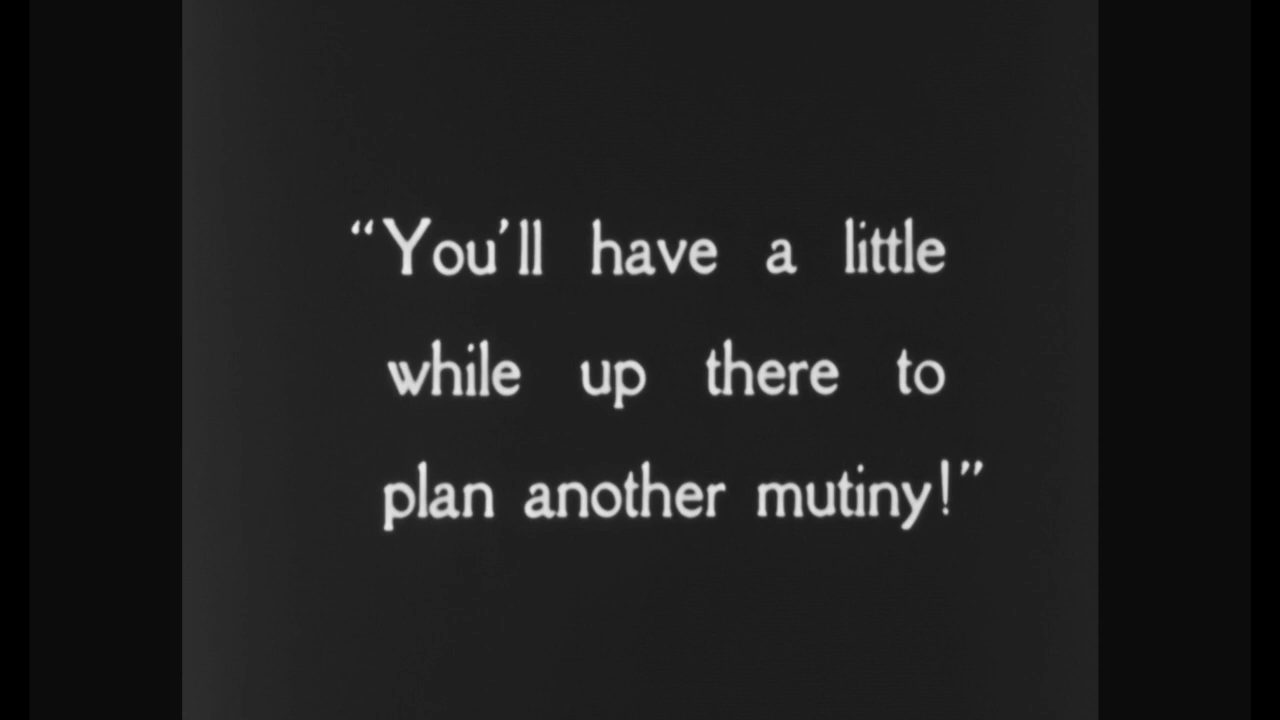 “You’ll have a little
while up there to
plan another mutiny!”